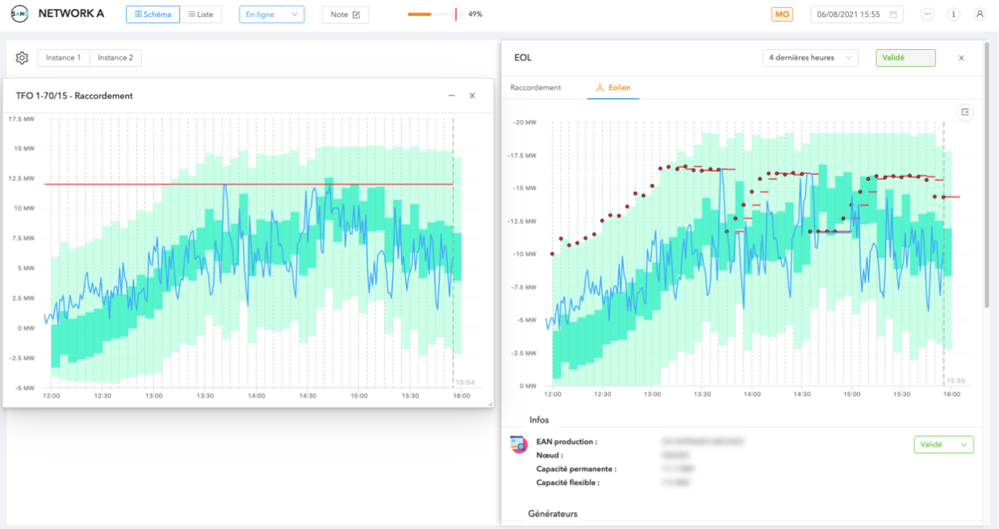 SANO NETWORK A Schéma Liste En ligne Note 49% MO 06/08/2021 15:55
Instance 1 Instance 2
TFO 1-70/15 - Raccordement
17.5 MW
15 MW
12.5 MW
10 MW
7.5 MW
5 MW
2.5 MW
0 MW
-2.5 MW
-5 MW
15:54
12:00 12:30 13:00 13:30 14:00 14:30 15:00 15:30 16:00
EOL 4 dernières heures Validé
Raccordement Eolien
-20 MW
-17.5 MW
-15 MW
-12.5 MW
-10 MW
-7.5 MW
-5 MW
-2.5 MW
0 MW
15:55
12:00 12:30 13:00 13:30 14:00 14:30 15:00 15:30 16:00
Infos
EAN production :
Validé
Nœud :
Capacité permanente :
Capacité flexible :
Générateurs